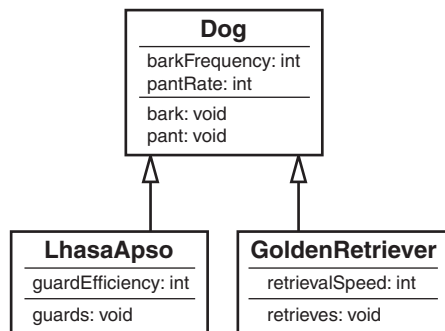 Dog
barkFrequency: int
pantRate: int
bark: void
pant: void
LhasaApso
guardEfficiency: int
guards: void
GoldenRetriever
retrievalSpeed: int
retrieves: void